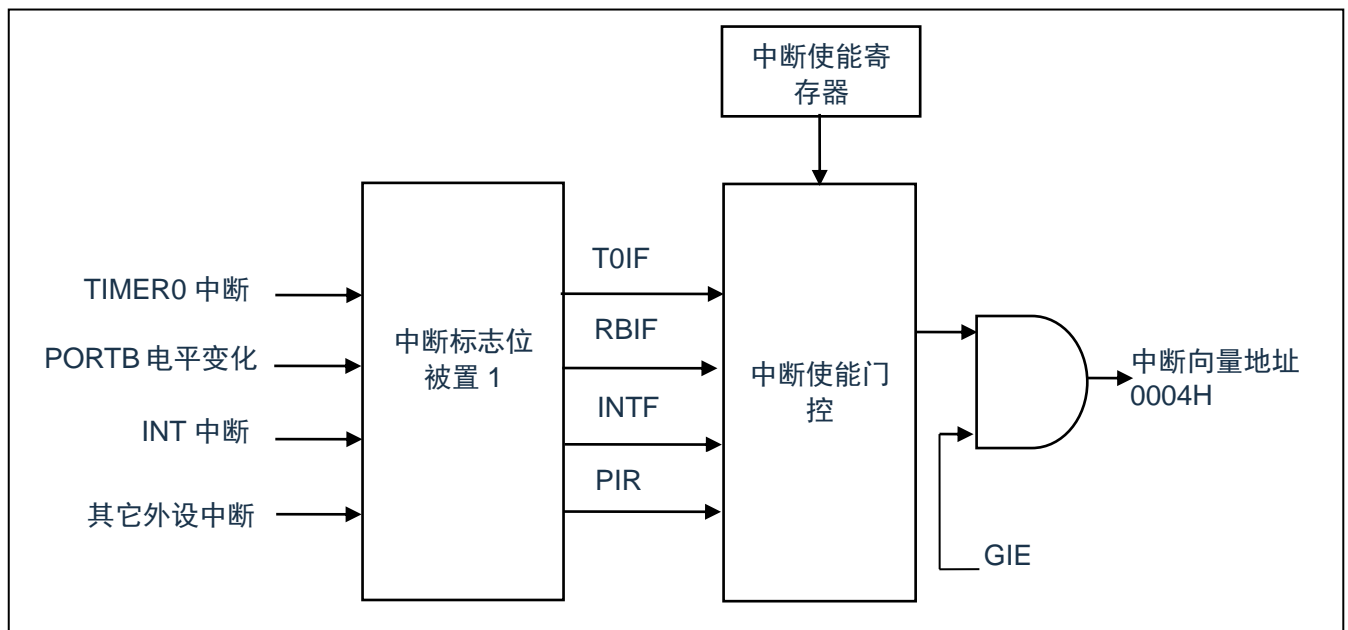 中断使能寄
存器
T0IF
TIMER0 中断
RBIF
中断标志位
被置 1
PORTB 电平变化
中断使能门
控
中断向量地址
0004H
INTF
INT 中断
PIR
其它外设中断
GIE